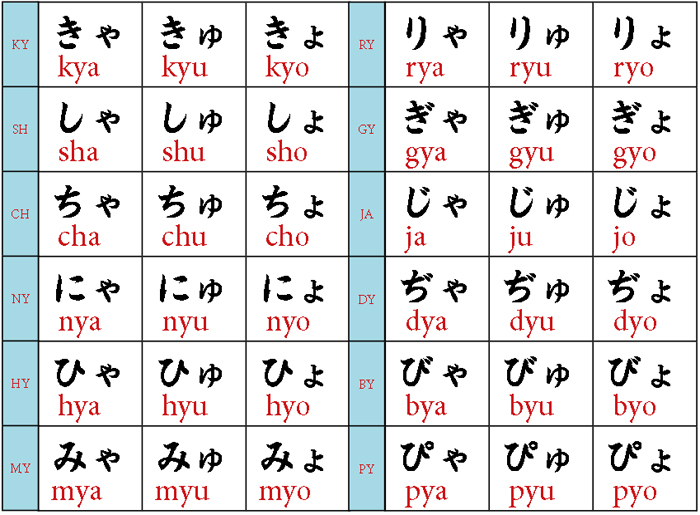 KY きゃ きゅ きょ RY りゃ りゅ りょ
kya kyu kyo rya ryu ryo
SH しゃ しゅ しょ GY ぎゃ ぎゅ ぎょ
sha shu sho gya gyu gyo
CH ちゃ ちゅ ちょ JA じゃ じゅ じょ
cha chu cho ja ju jo
NY にゃ にゅ にょ DY ぢゃ ぢゅ ぢょ
nya nyu nyo dya dyu dyo
HY ひゃ ひゅ ひょ BY びゃ びゅ びょ
hya hyu hyo bya byu byo
MY みゃ みゅ みょ PY ぴゃ ぴゅ ぴょ
mya myu myo pya pyu pyo